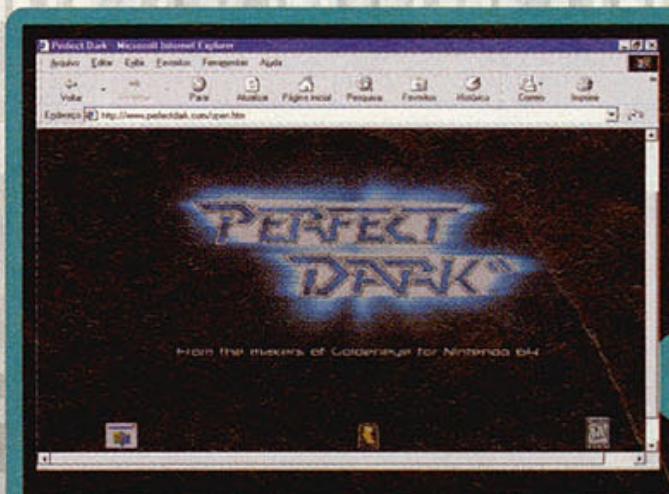 Perfect Dark - Microsoft Internet Explorer
Arquivo Editar Exibir Favoritos Ferramentas Ajuda
Voltar Parar Atualizar Página inicial Pesquisar Favoritos Histórico Correio Imprimir
Endereço http://www.perfectdark.com/open.htm
PERFECT
DARK
From the makers of Goldeneye for Nintendo 64